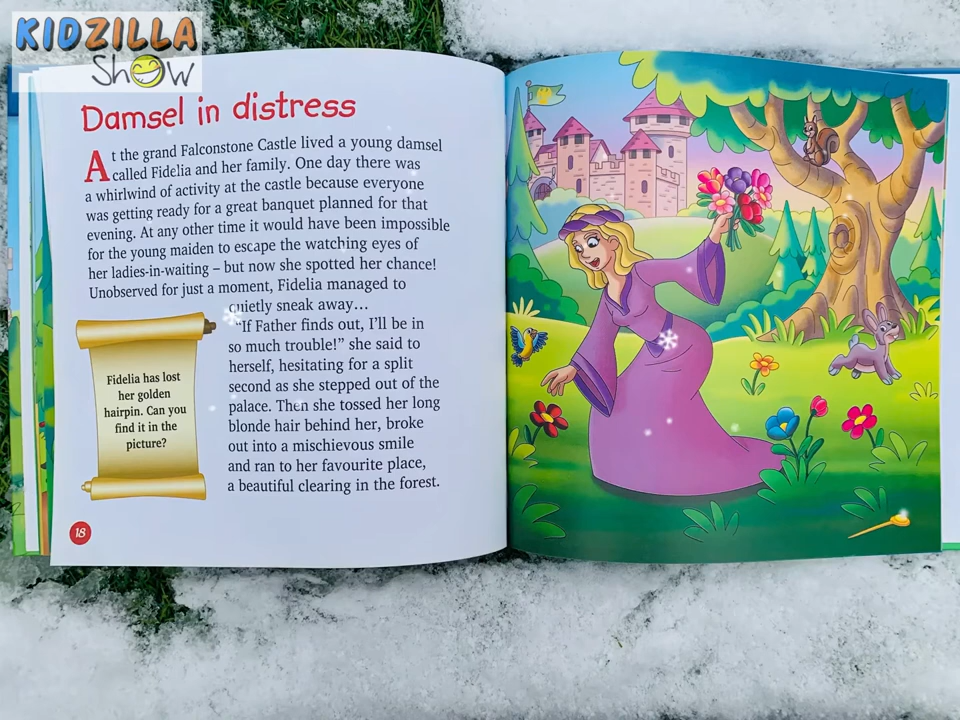 KIDZILLA
SHOW
Damsel in distress
At the grand Falconstone Castle lived a young damsel
called Fidelia and her family. One day there was
a whirlwind of activity at the castle because everyone
was getting ready for a great banquet planned for that
evening. At any other time it would have been impossible
for the young maiden to escape the watching eyes of
her ladies-in-waiting – but now she spotted her chance!
Unobserved for just a moment, Fidelia managed to
quietly sneak away…
“If Father finds out, I’ll be in
so much trouble!” she said to
herself, hesitating for a split
second as she stepped out of the
palace. Then she tossed her long
blonde hair behind her, broke
out into a mischievous smile
and ran to her favourite place,
a beautiful clearing in the forest.
Fidelia has lost
her golden
hairpin. Can you
find it in the
picture?
18